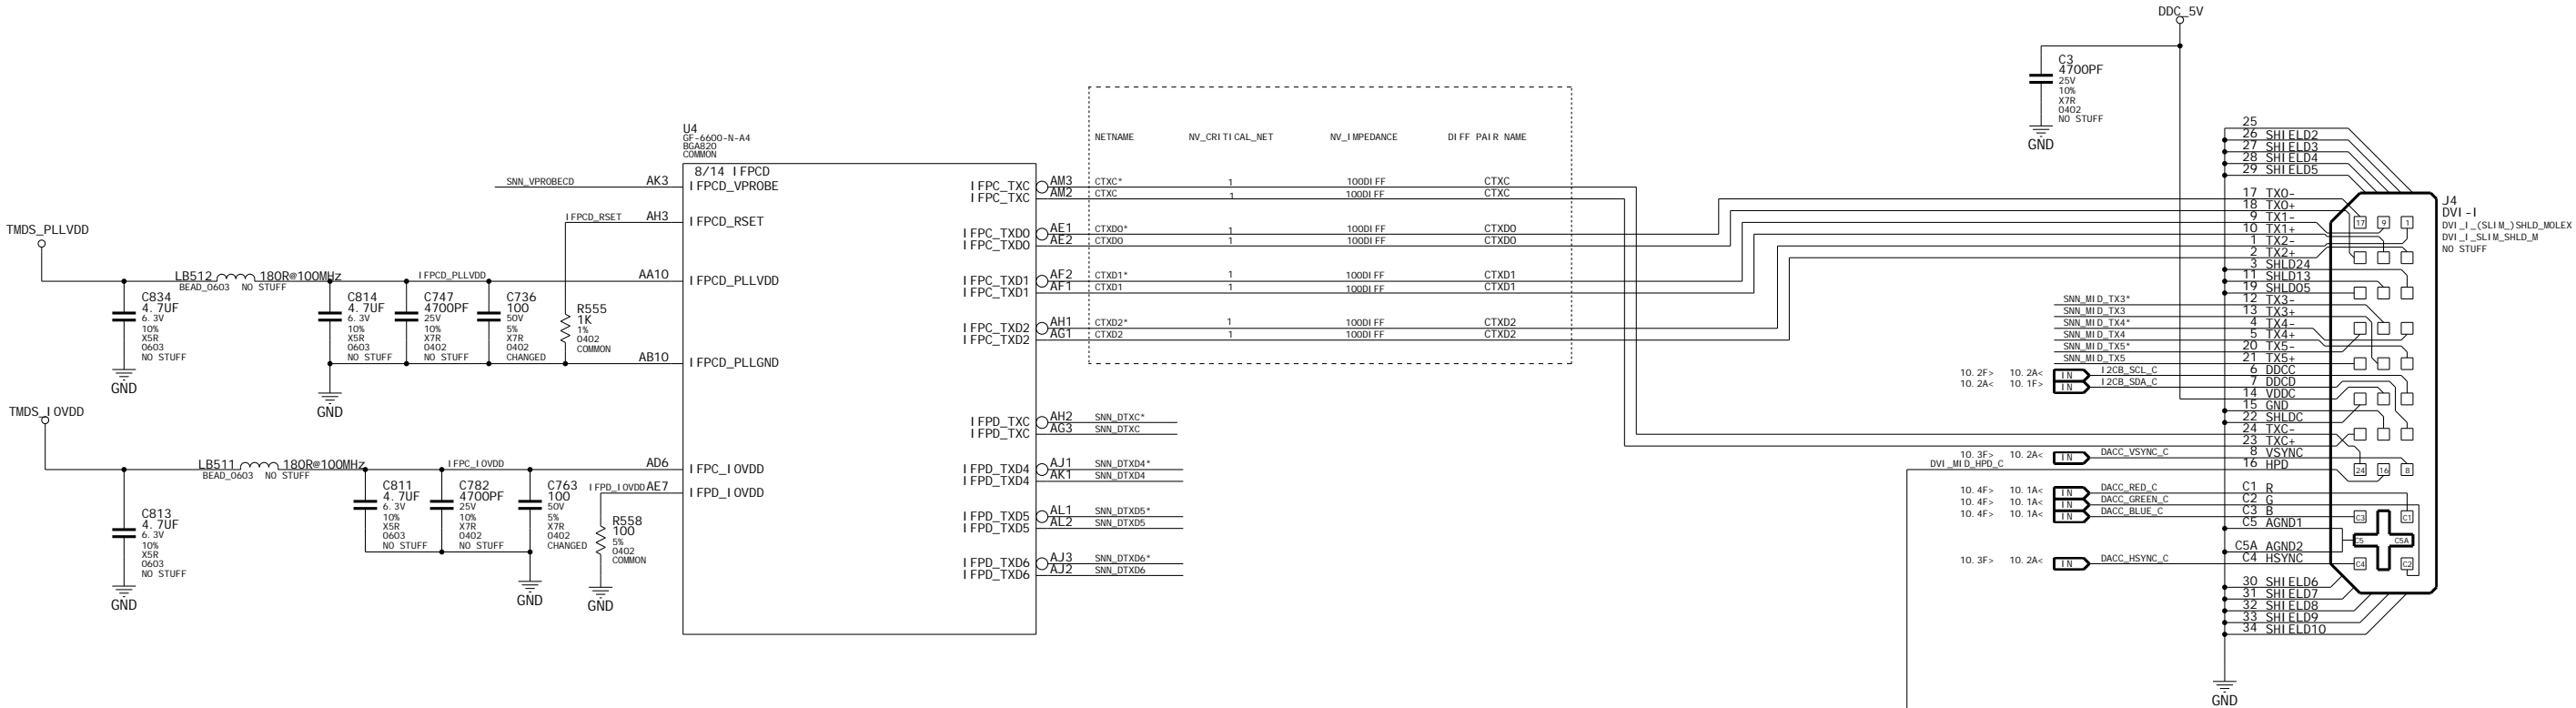 TMDS_PLLVDD
C834
4.7UF
6.3V
10%
X5R
0603
NO STUFF
GND
LB512
180R@100MHz
BEAD_0603
NO STUFF
IFPCD_PLLVDD
C814
4.7UF
6.3V
10%
X5R
0603
NO STUFF
C747
4700PF
25V
10%
X7R
0402
NO STUFF
C736
100
50V
5%
X7R
0402
CHANGED
R555
1K
1%
0402
COMMON
GND
SNN_VPROBECD
IFPCD_RSET
TMDS_IOVDD
C813
4.7UF
6.3V
10%
X5R
0603
NO STUFF
GND
LB511
180R@100MHz
BEAD_0603
NO STUFF
IFPC_IOVDD
C811
4.7UF
6.3V
10%
X5R
0603
NO STUFF
C782
4700PF
25V
10%
X7R
0402
NO STUFF
C763
100
50V
5%
X7R
0402
CHANGED
GND
IFPD_IOVDD
R558
100
5%
0402
COMMON
GND
U4
GF-6600-N-A4
BGA820
COMMON
8/14 IFPCD
AK3 IFPCD_VPROBE
AH3 IFPCD_RSET
AA10 IFPCD_PLLVDD
AB10 IFPCD_PLLGND
AD6 IFPC_IOVDD
AE7 IFPD_IOVDD
NETNAME NV_CRITICAL_NET NV_IMPEDANCE DIFF PAIR NAME
IFPC_TXC AM3 CTXC* 1 100DIFF CTXC
IFPC_TXC AM2 CTXC 1 100DIFF CTXC
IFPC_TXD0 AE1 CTXD0* 1 100DIFF CTXD0
IFPC_TXD0 AE2 CTXD0 1 100DIFF CTXD0
IFPC_TXD1 AF2 CTXD1* 1 100DIFF CTXD1
IFPC_TXD1 AF1 CTXD1 1 100DIFF CTXD1
IFPC_TXD2 AH1 CTXD2* 1 100DIFF CTXD2
IFPC_TXD2 AG1 CTXD2 1 100DIFF CTXD2
IFPD_TXC AH2 SNN_DTXC*
IFPD_TXC AG3 SNN_DTXC
IFPD_TXD4 AJ1 SNN_DTXD4*
IFPD_TXD4 AK1 SNN_DTXD4
IFPD_TXD5 AL1 SNN_DTXD5*
IFPD_TXD5 AL2 SNN_DTXD5
IFPD_TXD6 AJ3 SNN_DTXD6*
IFPD_TXD6 AJ2 SNN_DTXD6
DDC_5V
C3
4700PF
25V
10%
X7R
0402
NO STUFF
GND
25
26 SHIELD2
27 SHIELD3
28 SHIELD4
29 SHIELD5
17 TX0-
18 TX0+
9 TX1-
10 TX1+
1 TX2-
2 TX2+
3 SHLD24
11 SHLD13
19 SHLD05
SNN_MID_TX3* 12 TX3-
SNN_MID_TX3 13 TX3+
SNN_MID_TX4* 4 TX4-
SNN_MID_TX4 5 TX4+
SNN_MID_TX5* 20 TX5-
SNN_MID_TX5 21 TX5+
10.2F> 10.2A< IN I2CB_SCL_C 6 DDCC
10.2A< 10.1F> IN I2CB_SDA_C 7 DDCD
14 VDDC
15 GND
22 SHLDC
24 TXC-
23 TXC+
10.3F> 10.2A< IN DACC_VSYNC_C 8 VSYNC
DVI_MID_HPD_C 16 HPD
10.4F> 10.1A< IN DACC_RED_C C1 R
10.4F> 10.1A< IN DACC_GREEN_C C2 G
10.4F> 10.1A< IN DACC_BLUE_C C3 B
C5 AGND1
C5A AGND2
10.3F> 10.2A< IN DACC_HSYNC_C C4 HSYNC
30 SHIELD6
31 SHIELD7
32 SHIELD8
33 SHIELD9
34 SHIELD10
GND
J4
DVI-I
DVI_I_(SLIM_)SHLD_MOLEX
DVI_I_SLIM_SHLD_M
NO STUFF
17 9 1
24 16 8
C3 C1
C5 C5A
C4 C2